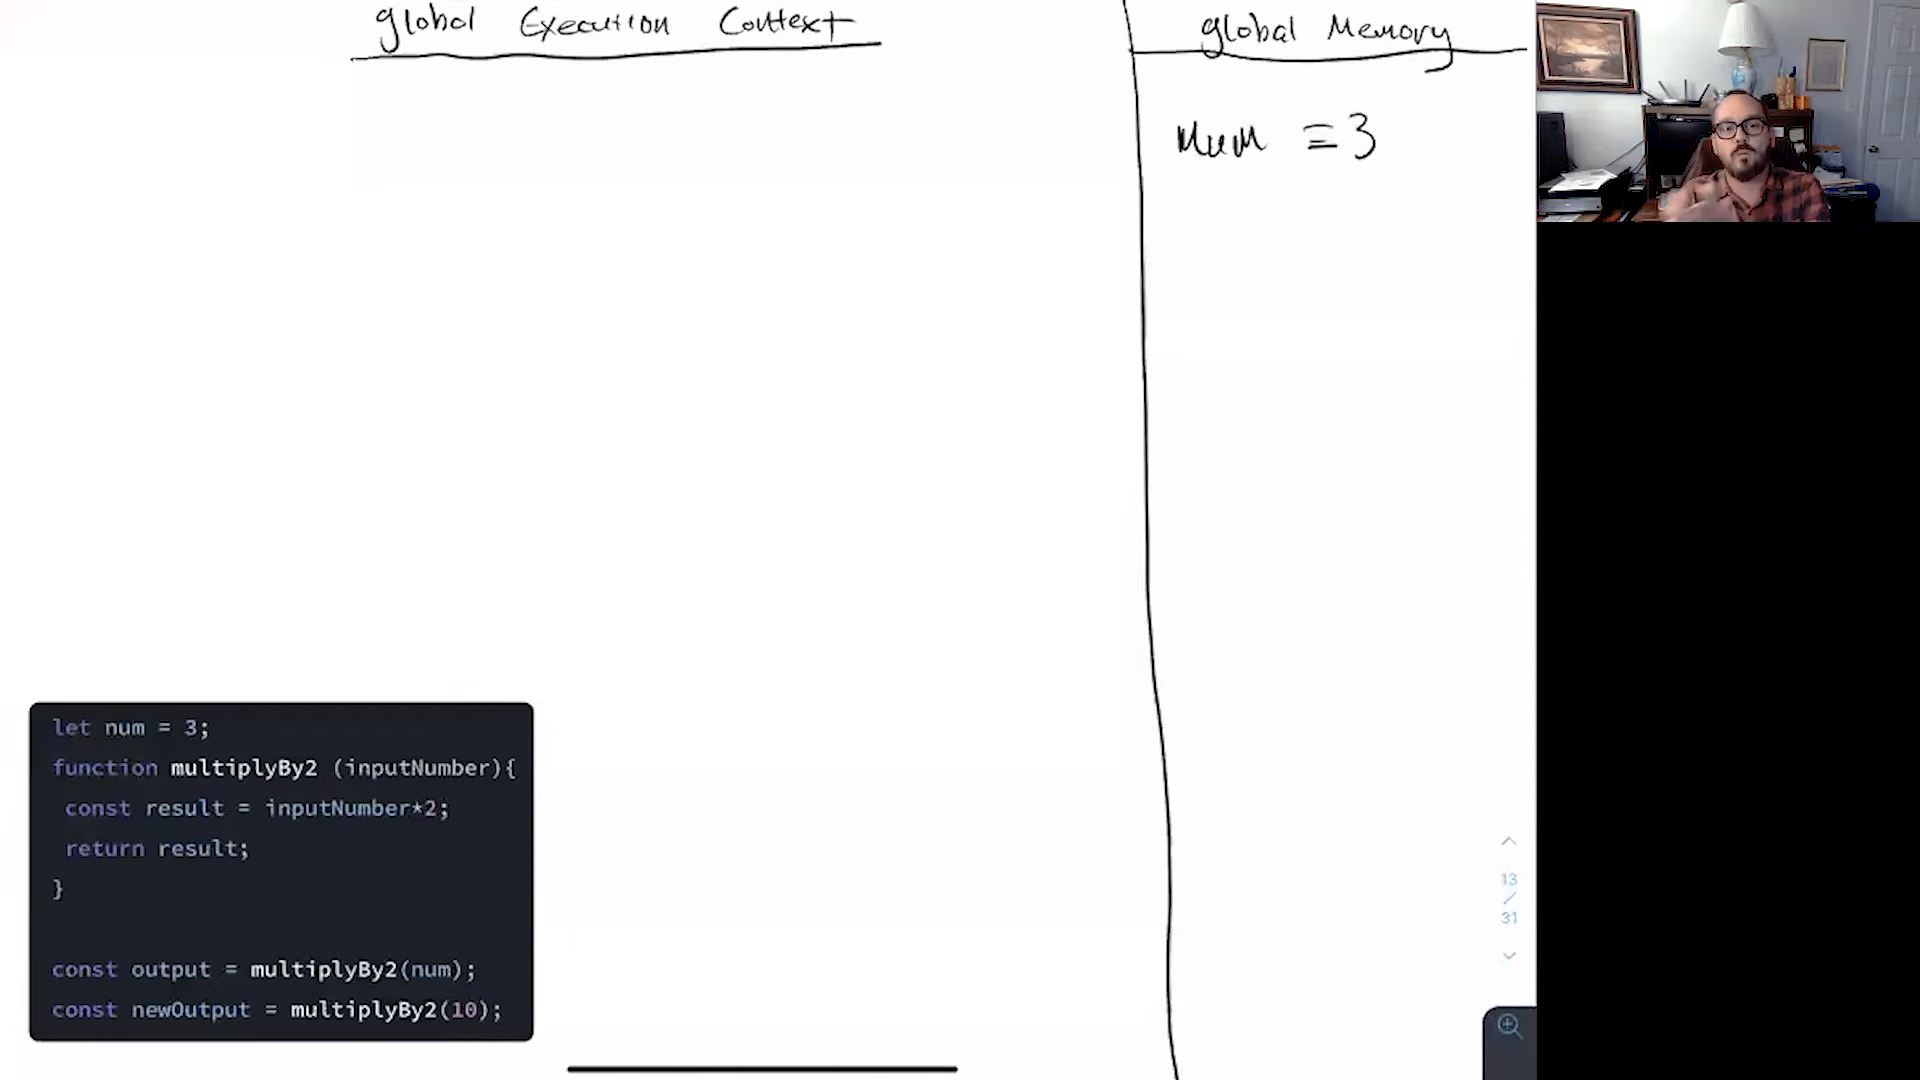 global Execution Context
global Memory
num = 3
let num = 3;
function multiplyBy2 (inputNumber){
const result = inputNumber*2;
return result;
}
const output = multiplyBy2(num);
const newOutput = multiplyBy2(10);
13
/
31